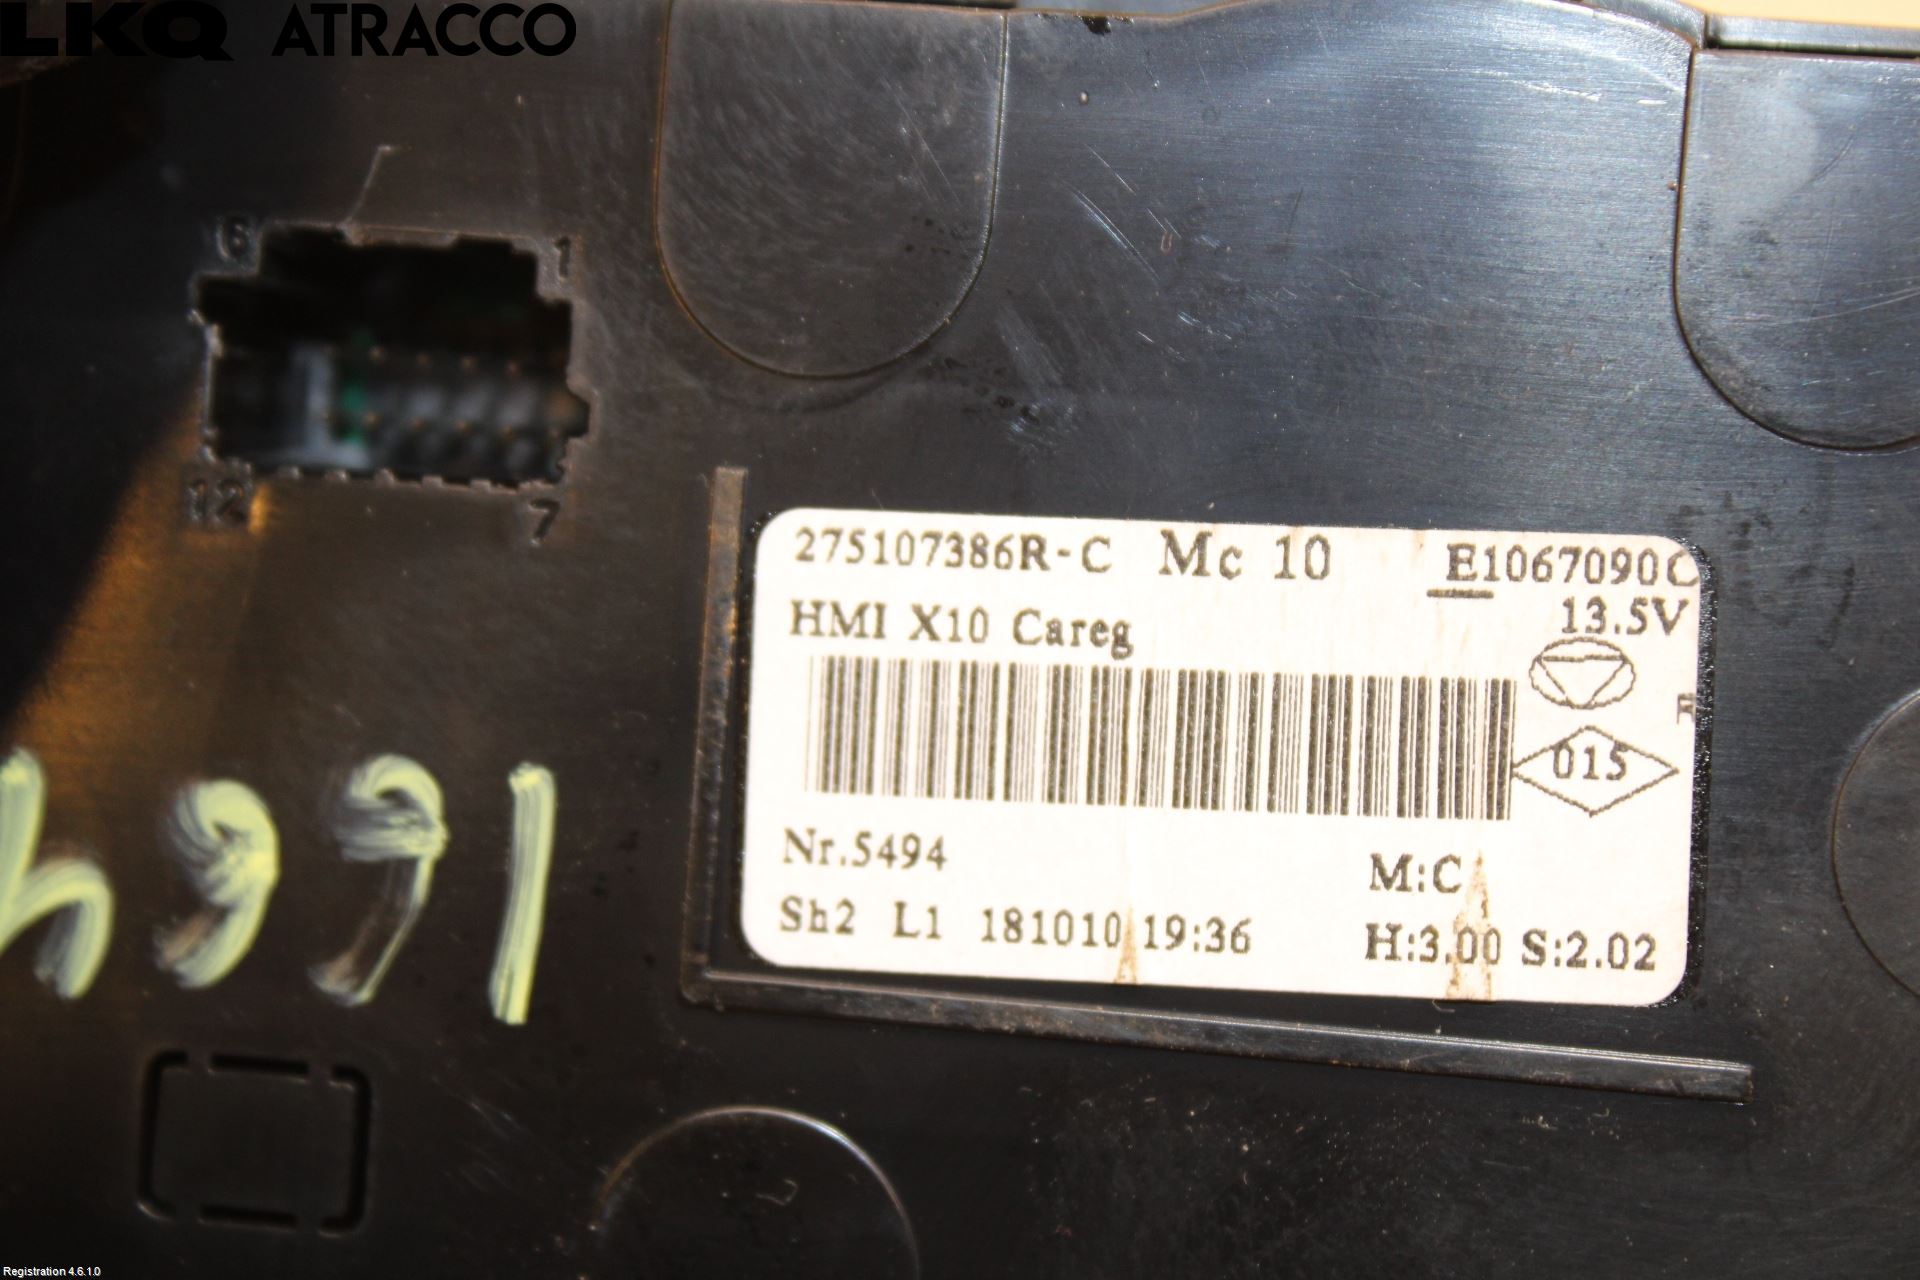 LKQ ATRACCO
6 1
12 7
275107386R-C Mc 10 E1067090C
HMI X10 Careg 13.5V
015
Nr.5494 M:C
Sh2 L1 181010 19:36 H:3.00 S:2.02
Registration 4.6.1.0